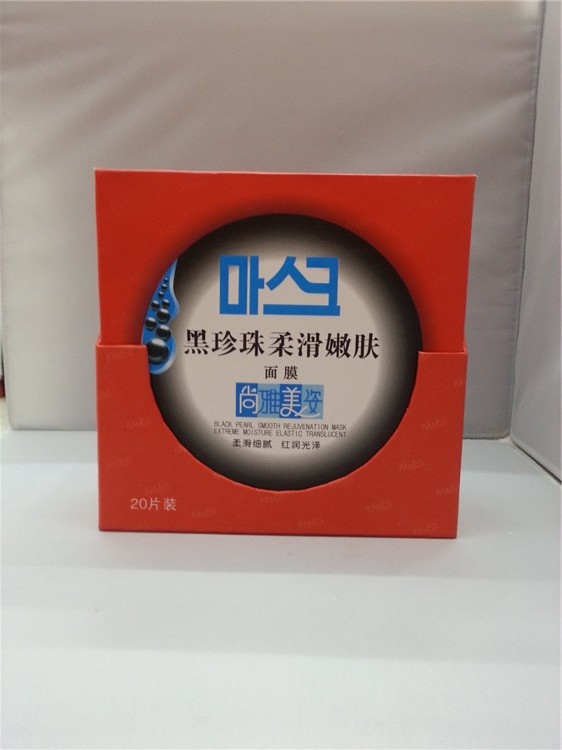 마스크
黑珍珠柔滑嫩肤
面膜
尚雅美姿
BLACK PEARL SMOOTH REJUVENATION MASK
EXTREME MOISTURE ELASTIC TRANSLUCENT
柔滑细腻 红润光泽
20片装